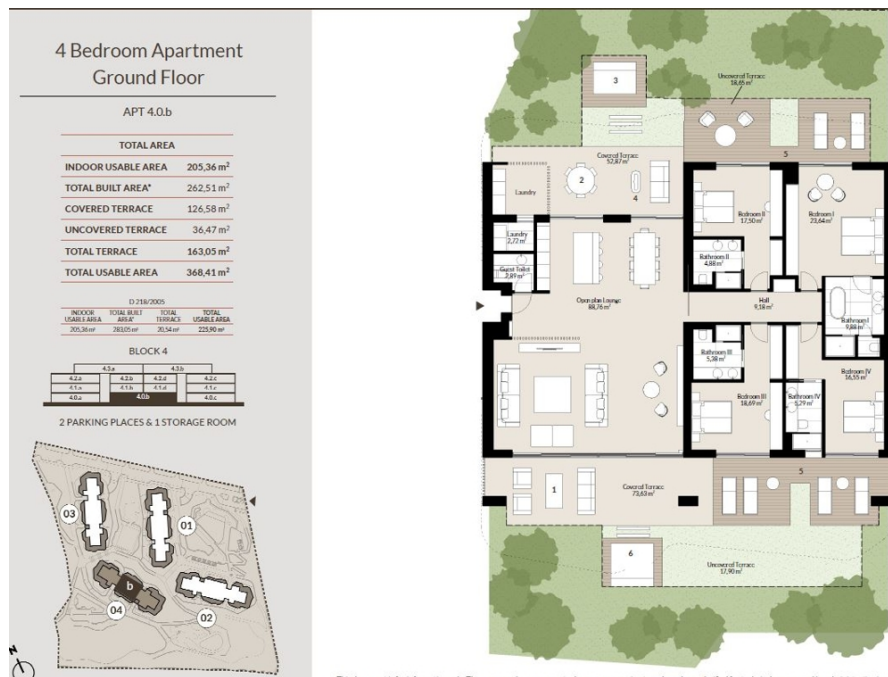 4 Bedroom Apartment
Ground Floor
APT 4.0.b
TOTAL AREA
INDOOR USABLE AREA 205,36 m²
TOTAL BUILT AREA* 262,51 m²
COVERED TERRACE 126,58 m²
UNCOVERED TERRACE 36,47 m²
TOTAL TERRACE 163,05 m²
TOTAL USABLE AREA 368,41 m²
D 218/2005
INDOOR USABLE AREA
TOTAL BUILT AREA*
TOTAL TERRACE
TOTAL USABLE AREA
205,36 m² 283,05 m² 20,54 m² 225,90 m²
BLOCK 4
4.3.a 4.3.b
4.2.a 4.2.b 4.2.d 4.2.c
4.1.a 4.1.b 4.1.d 4.1.c
4.0.a 4.0.b 4.0.c
2 PARKING PLACES & 1 STORAGE ROOM
03
01
b
04
02
N
3
Uncovered Terrace
18,65 m²
5
Covered Terrace
52,87 m²
2
4
Laundry
Laundry
2,72 m²
Guest Toilet
2,89 m²
Bedroom II
17,50 m²
Bedroom I
23,64 m²
Bathroom II
4,88 m²
Open plan Lounge
88,76 m²
Hall
9,18 m²
Bathroom I
9,88 m²
Bathroom III
5,38 m²
Bedroom IV
16,55 m²
Bedroom III
18,69 m²
Bathroom IV
5,29 m²
5
1
Covered Terrace
73,63 m²
6
Uncovered Terrace
17,90 m²